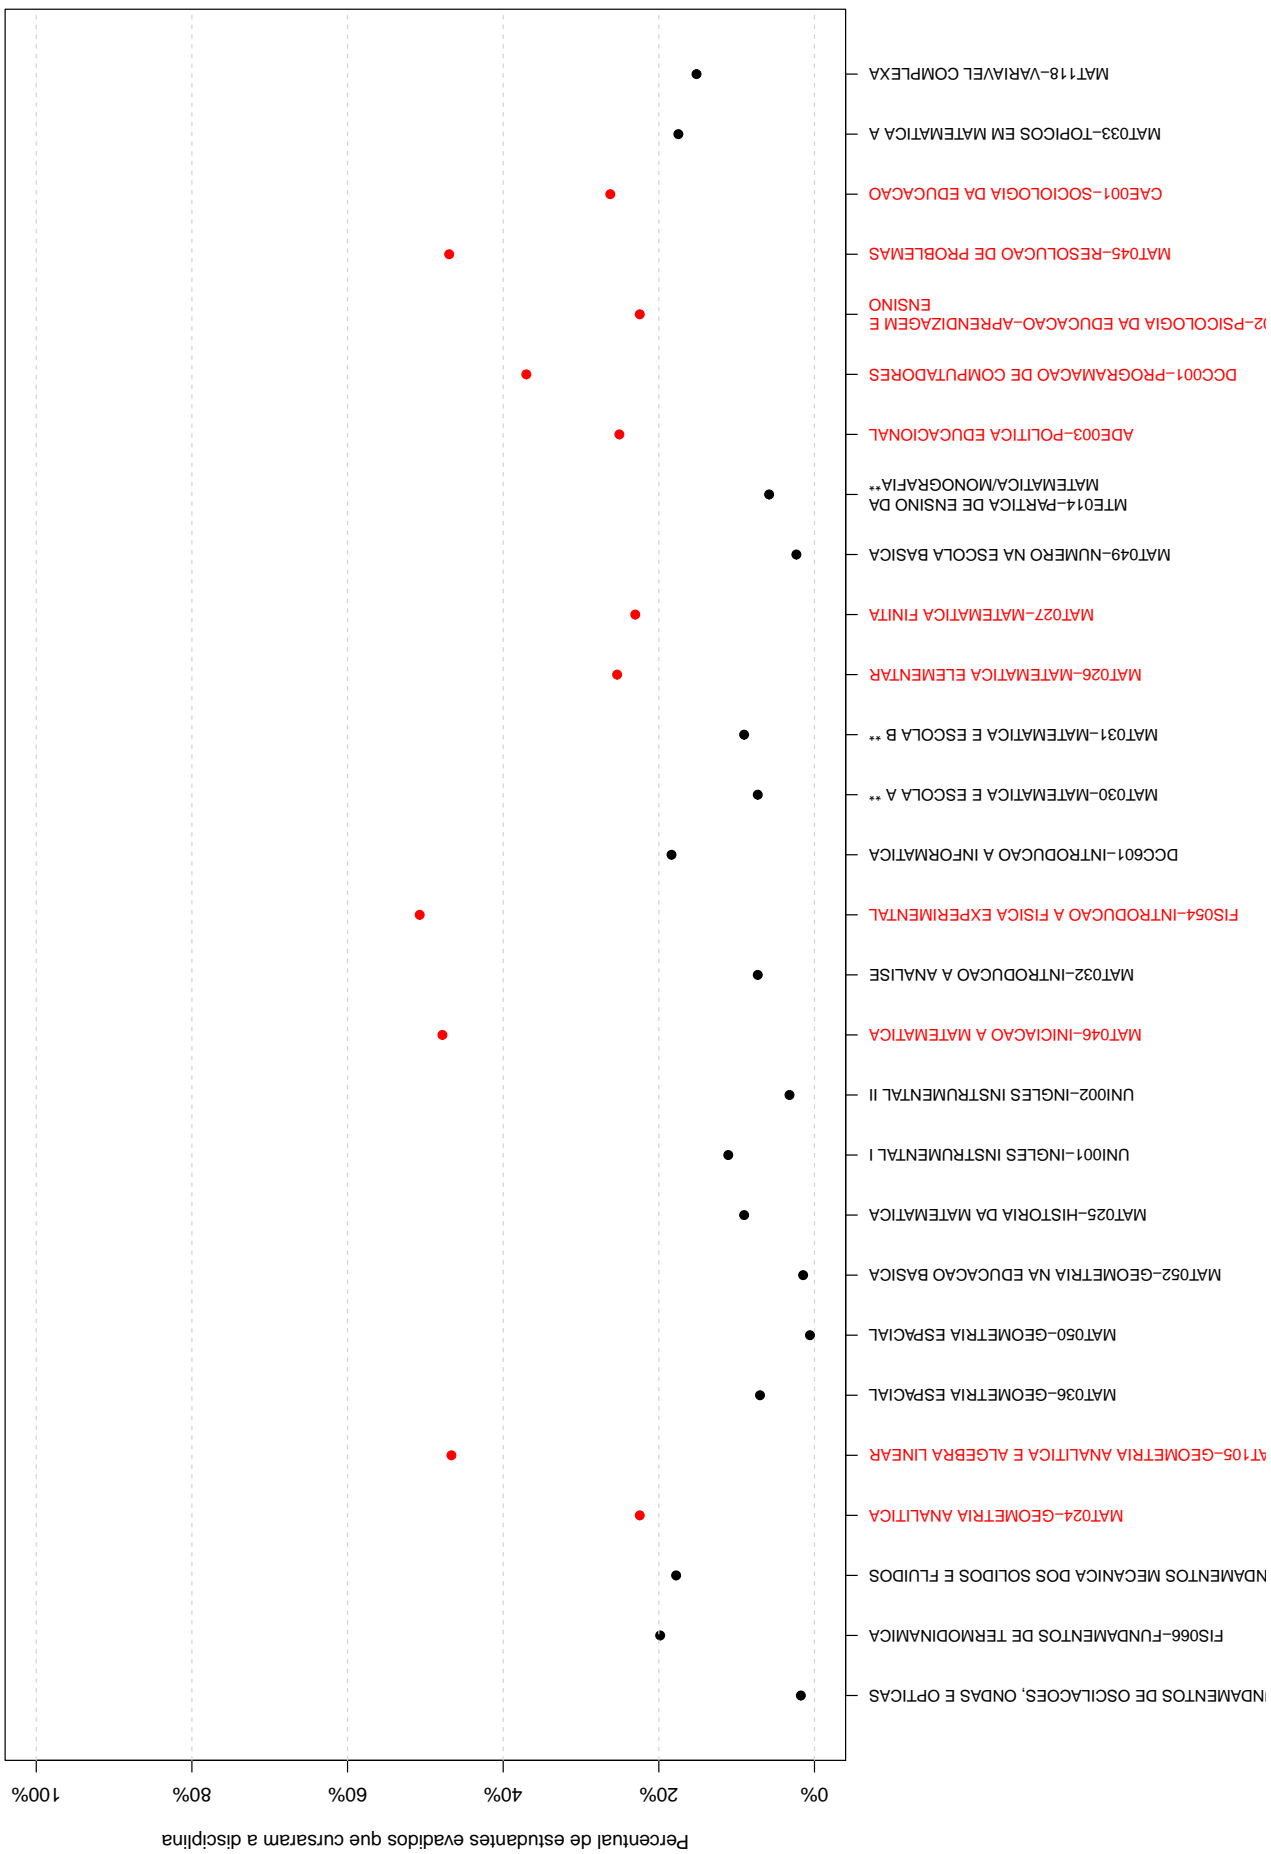 Percentual de estudantes evadidos que cursaram a disciplina
0% 20% 40% 60% 80% 100%
UNDAMENTOS DE OSCILACOES, ONDAS E OPTICAS
FIS066–FUNDAMENTOS DE TERMODINAMICA
NDAMENTOS MECANICA DOS SOLIDOS E FLUIDOS
MAT024–GEOMETRIA ANALITICA
AT105–GEOMETRIA ANALITICA E ALGEBRA LINEAR
MAT036–GEOMETRIA ESPACIAL
MAT050–GEOMETRIA ESPACIAL
MAT052–GEOMETRIA NA EDUCACAO BASICA
MAT025–HISTORIA DA MATEMATICA
UNI001–INGLES INSTRUMENTAL I
UNI002–INGLES INSTRUMENTAL II
MAT046–INICIACAO A MATEMATICA
MAT032–INTRODUCAO A ANALISE
FIS054–INTRODUCAO A FISICA EXPERIMENTAL
DCC601–INTRODUCAO A INFORMATICA
MAT030–MATEMATICA E ESCOLA A **
MAT031–MATEMATICA E ESCOLA B **
MAT026–MATEMATICA ELEMENTAR
MAT027–MATEMATICA FINITA
MAT049–NUMERO NA ESCOLA BASICA
MTE014–PARTICA DE ENSINO DA
MATEMATICA/MONOGRAFIA**
ADE003–POLITICA EDUCACIONAL
DCC001–PROGRAMACAO DE COMPUTADORES
02–PSICOLOGIA DA EDUCACAO–APRENDIZAGEM E
ENSINO
MAT045–RESOLUCAO DE PROBLEMAS
CAE001–SOCIOLOGIA DA EDUCACAO
MAT033–TOPICOS EM MATEMATICA A
MAT118–VARIAVEL COMPLEXA